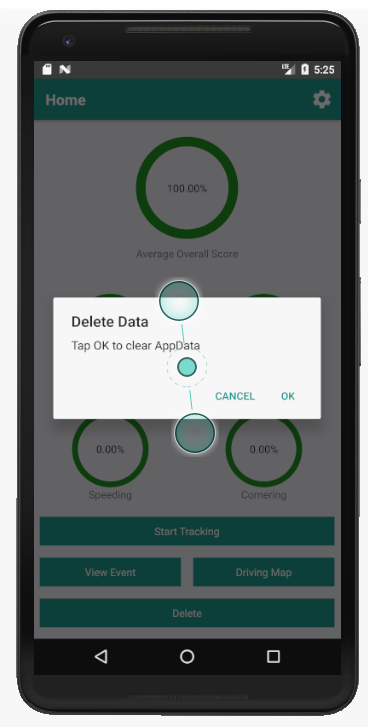 LTE 5:25
Home
100.00%
Average Overall Score
Delete Data
Tap OK to clear AppData
CANCEL OK
0.00% 0.00%
Speeding Cornering
Start Tracking
View Event Driving Map
Delete